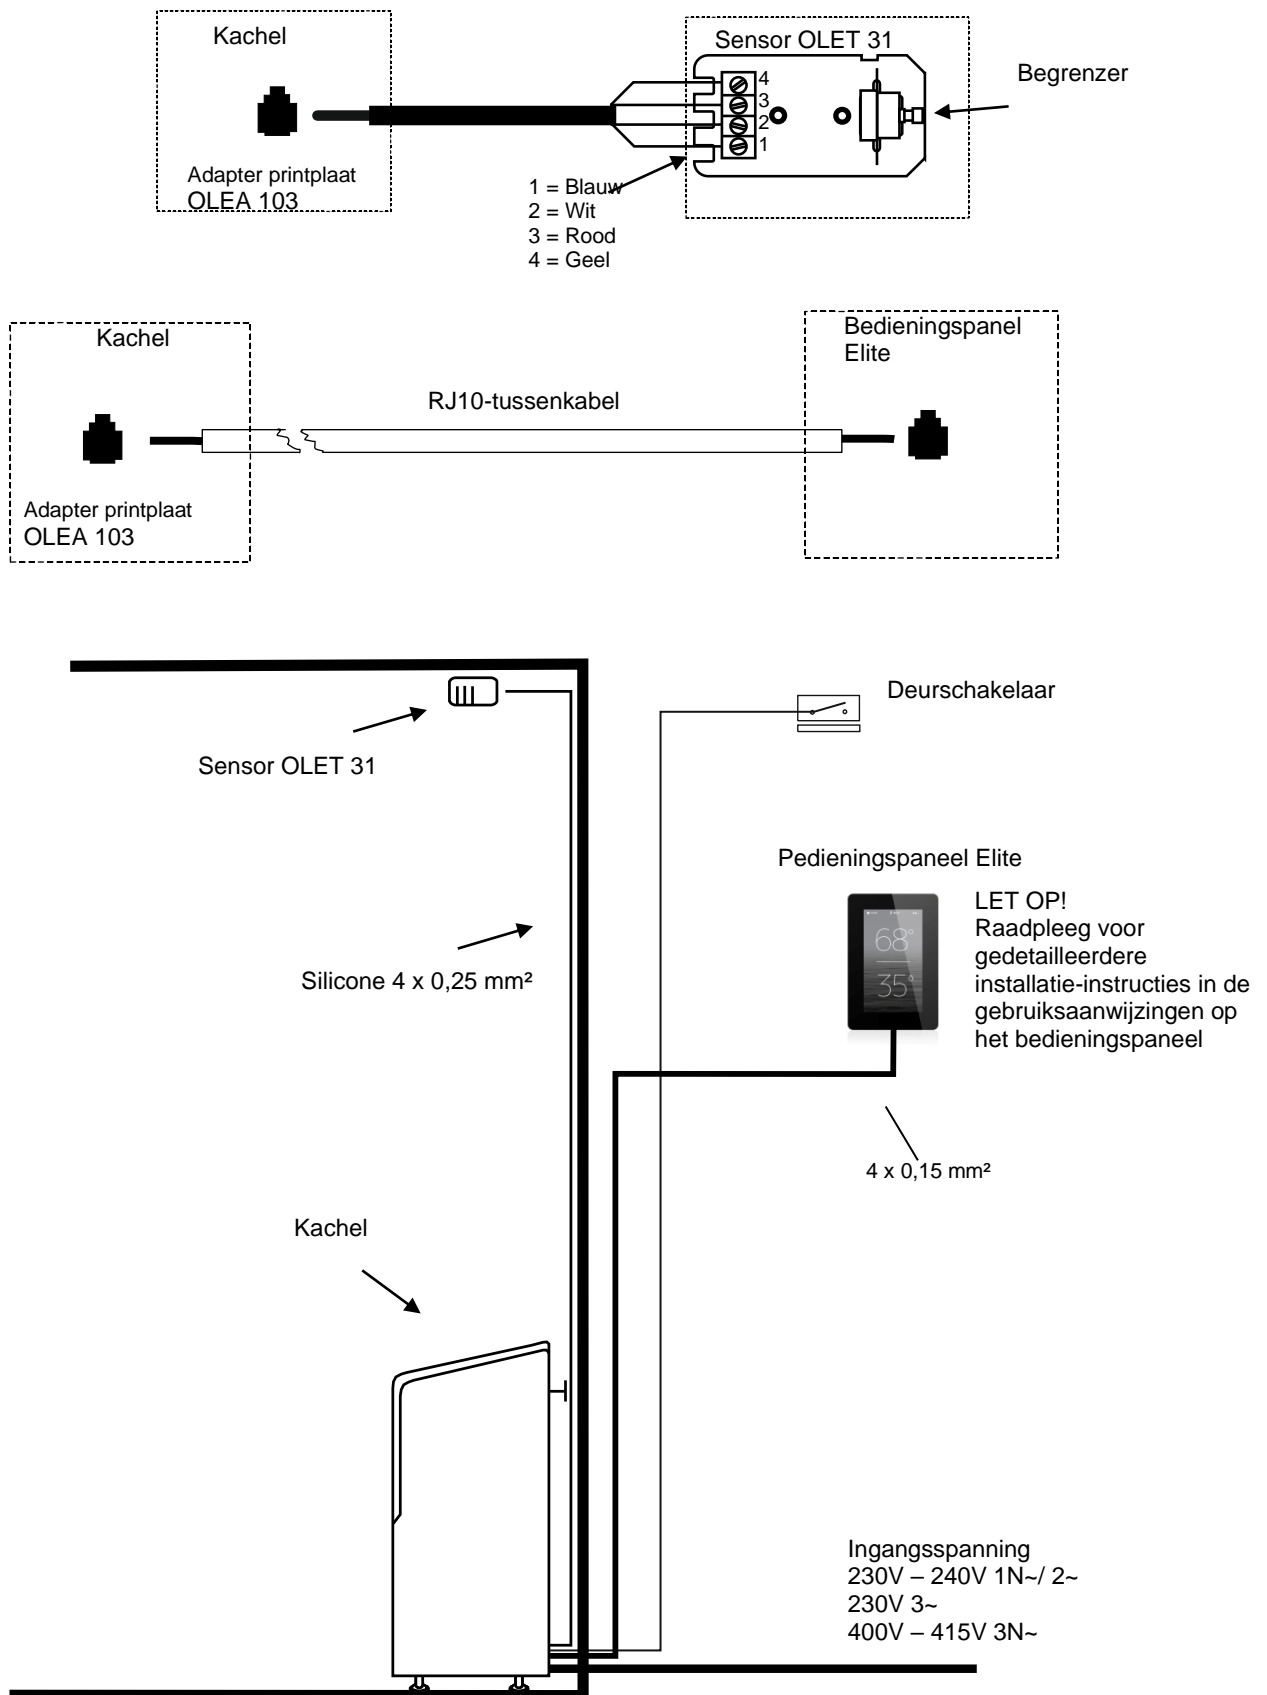 Kachel
Sensor OLET 31
Begrenzer
4
3
2
1
Adapter printplaat
OLEA 103
1 = Blauw
2 = Wit
3 = Rood
4 = Geel
Kachel
Bedieningspanel
Elite
RJ10-tussenkabel
Adapter printplaat
OLEA 103
Deurschakelaar
Sensor OLET 31
Pedieningspaneel Elite
68°
35°
LET OP!
Raadpleeg voor
gedetailleerdere
installatie-instructies in de
gebruiksaanwijzingen op
het bedieningspaneel
Silicone 4 x 0,25 mm²
4 x 0,15 mm²
Kachel
Ingangsspanning
230V – 240V 1N~/ 2~
230V 3~
400V – 415V 3N~